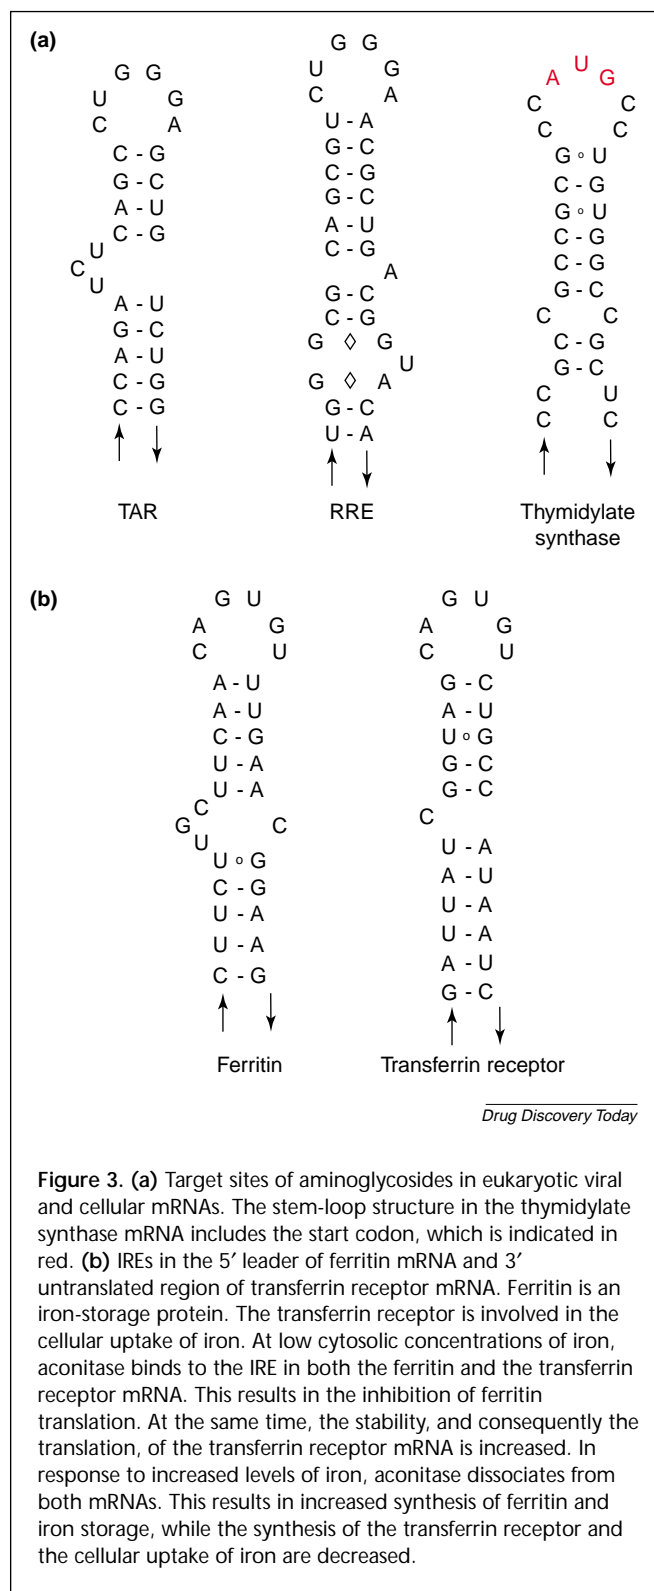 (a)
G G
U G
C A
C - G
G - C
A - U
C - G
U
C
U
A - U
G - C
A - U
C - G
C - G
TAR
G G
U G
C A
U - A
G - C
C - G
G - C
A - U
C - G
A
G - C
C - G
G ◊ G
U
G ◊ A
G - C
U - A
RRE
A U G
C C
C C
G o U
C - G
G o U
C - G
C - G
G - C
C C
C - G
G - C
C U
C C
Thymidylate
synthase
(b)
G U
A G
C U
A - U
A - U
C - G
U - A
U - A
C
G C
U
U o G
C - G
U - A
U - A
C - G
Ferritin
G U
A G
C U
G - C
A - U
U o G
G - C
G - C
C
U - A
A - U
U - A
U - A
A - U
G - C
Transferrin receptor
Drug Discovery Today
Figure 3. (a) Target sites of aminoglycosides in eukaryotic viral
and cellular mRNAs. The stem-loop structure in the thymidylate
synthase mRNA includes the start codon, which is indicated in
red. (b) IREs in the 5′ leader of ferritin mRNA and 3′
untranslated region of transferrin receptor mRNA. Ferritin is an
iron-storage protein. The transferrin receptor is involved in the
cellular uptake of iron. At low cytosolic concentrations of iron,
aconitase binds to the IRE in both the ferritin and the transferrin
receptor mRNA. This results in the inhibition of ferritin
translation. At the same time, the stability, and consequently the
translation, of the transferrin receptor mRNA is increased. In
response to increased levels of iron, aconitase dissociates from
both mRNAs. This results in increased synthesis of ferritin and
iron storage, while the synthesis of the transferrin receptor and
the cellular uptake of iron are decreased.